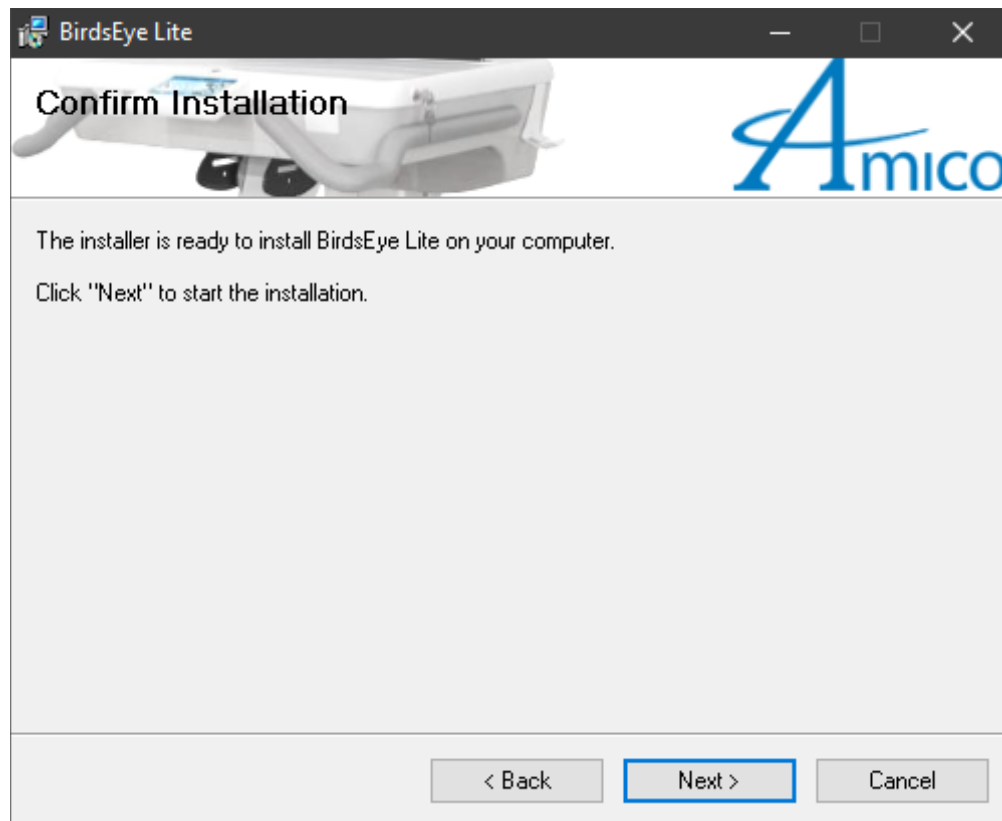 BirdsEye Lite
Confirm Installation
Amico
The installer is ready to install BirdsEye Lite on your computer.
Click "Next" to start the installation.
< Back
Next >
Cancel